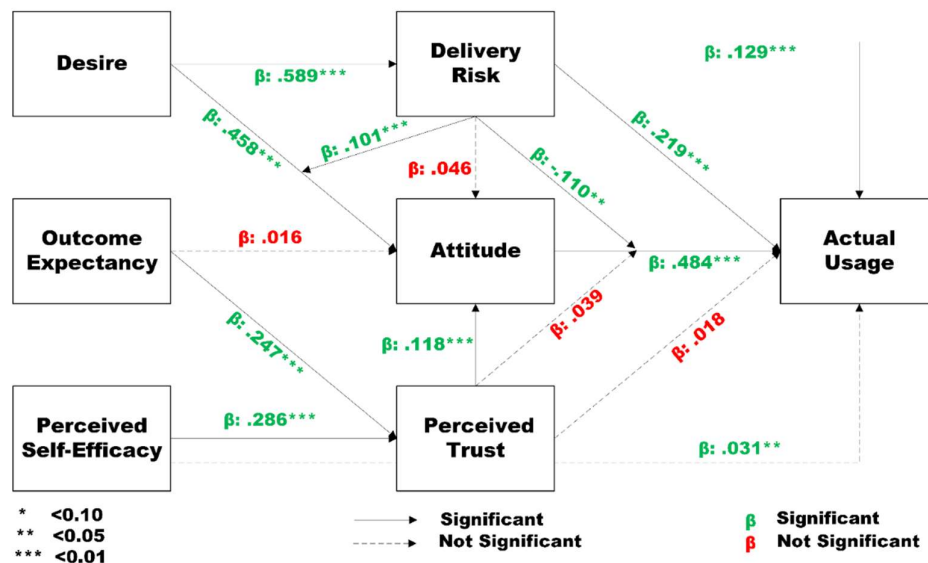 Desire
Delivery
Risk
β: .129***
β: .589***
β: .458***
β: .101***
β: .046
β: -.110**
β: .219***
Outcome
Expectancy
β: .016
Attitude
β: .484***
Actual
Usage
β: .247***
β: .118***
β: .039
β: .018
Perceived
Self-Efficacy
β: .286***
Perceived
Trust
β: .031**
* <0.10
** <0.05
*** <0.01
Significant
Not Significant
β Significant
β Not Significant